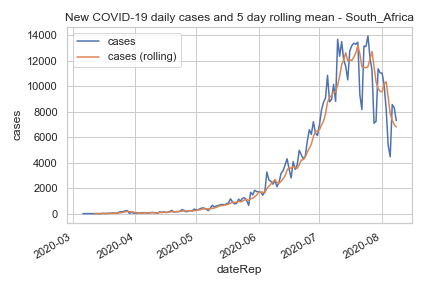 New COVID-19 daily cases and 5 day rolling mean - South_Africa
cases
cases (rolling)
14000
12000
10000
8000
6000
4000
2000
0
cases
2020-03
2020-04
2020-05
2020-06
2020-07
2020-08
dateRep